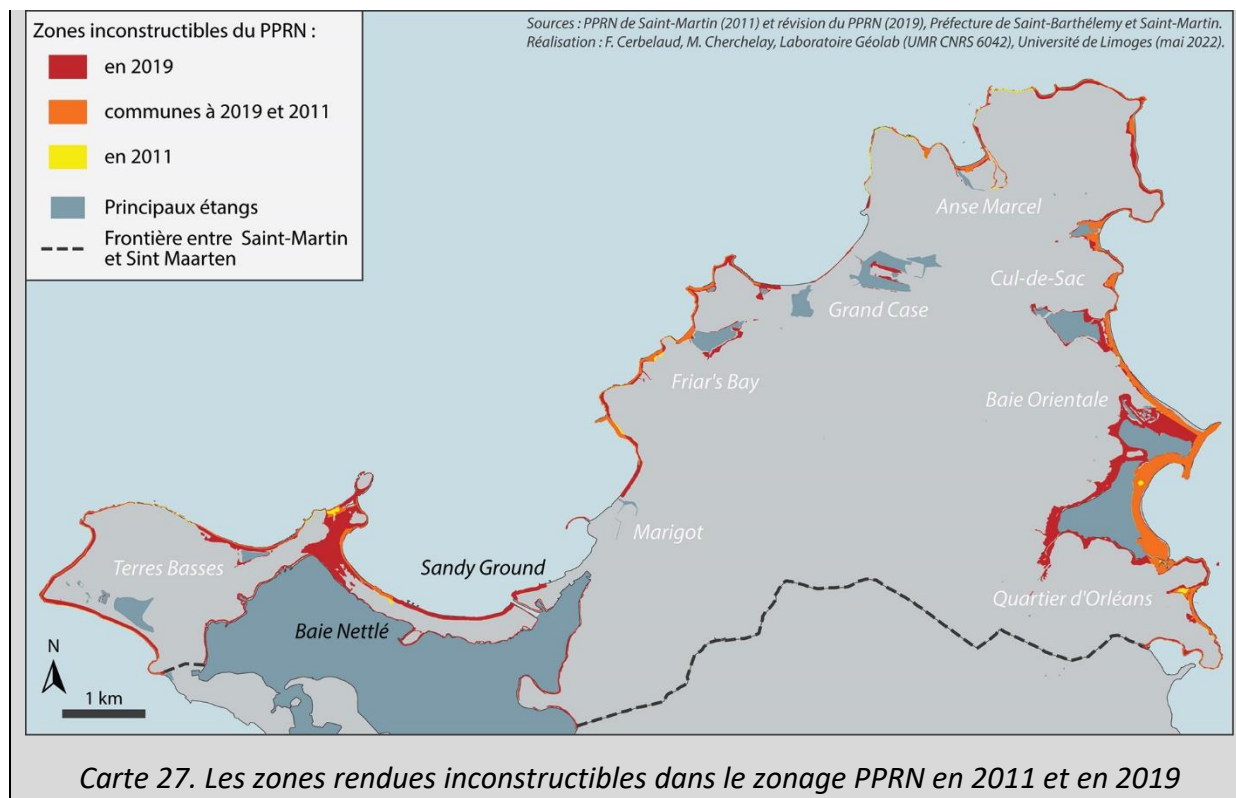 Zones inconstructibles du PPRN :
en 2019
communes à 2019 et 2011
en 2011
Principaux étangs
Frontière entre Saint-Martin
et Sint Maarten
Sources : PPRN de Saint-Martin (2011) et révision du PPRN (2019), Préfecture de Saint-Barthélemy et Saint-Martin.
Réalisation : F. Cerbelaud, M. Cherchelay, Laboratoire Géolab (UMR CNRS 6042), Université de Limoges (mai 2022).
Anse Marcel
Cul-de-Sac
Grand Case
Friar's Bay
Baie Orientale
Marigot
Sandy Ground
Terres Basses
Quartier d'Orléans
Baie Nettlé
N
1 km
Carte 27. Les zones rendues inconstructibles dans le zonage PPRN en 2011 et en 2019